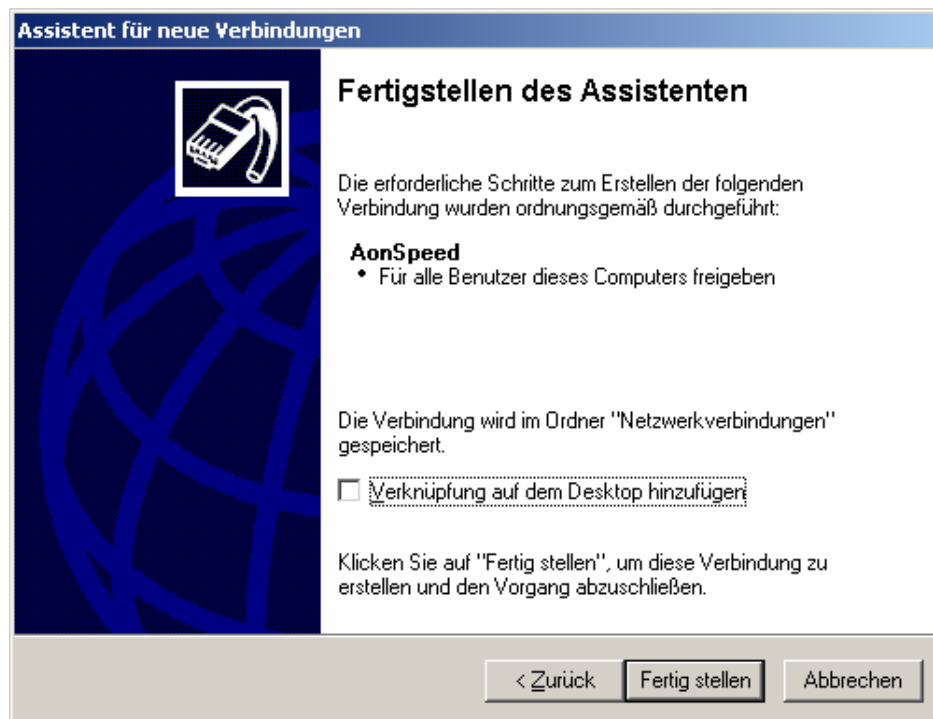 Assistent für neue Verbindungen
Fertigstellen des Assistenten
Die erforderliche Schritte zum Erstellen der folgenden
Verbindung wurden ordnungsgemäß durchgeführt:
AonSpeed
• Für alle Benutzer dieses Computers freigeben
Die Verbindung wird im Ordner "Netzwerkverbindungen"
gespeichert.
Verknüpfung auf dem Desktop hinzufügen
Klicken Sie auf "Fertig stellen", um diese Verbindung zu
erstellen und den Vorgang abzuschließen.
< Zurück Fertig stellen Abbrechen